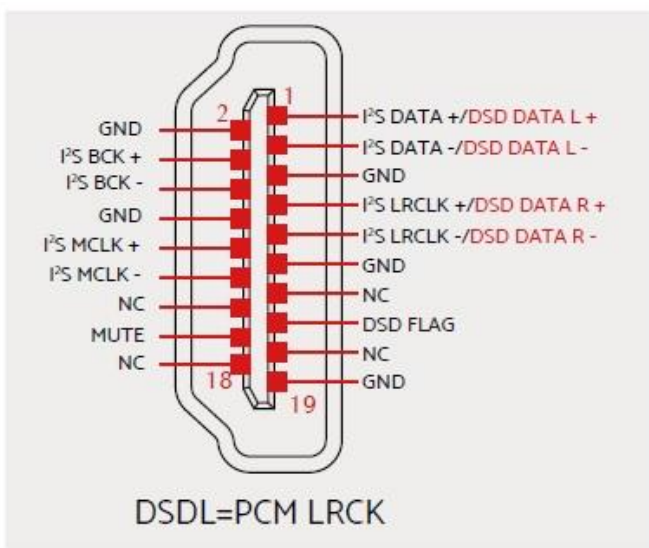 1
2
GND
I²S BCK +
I²S BCK -
GND
I²S MCLK +
I²S MCLK -
NC
MUTE
NC
18
I²S DATA +/DSD DATA L +
I²S DATA -/DSD DATA L -
GND
I²S LRCLK +/DSD DATA R +
I²S LRCLK -/DSD DATA R -
GND
NC
DSD FLAG
NC
GND
19
DSDL=PCM LRCK